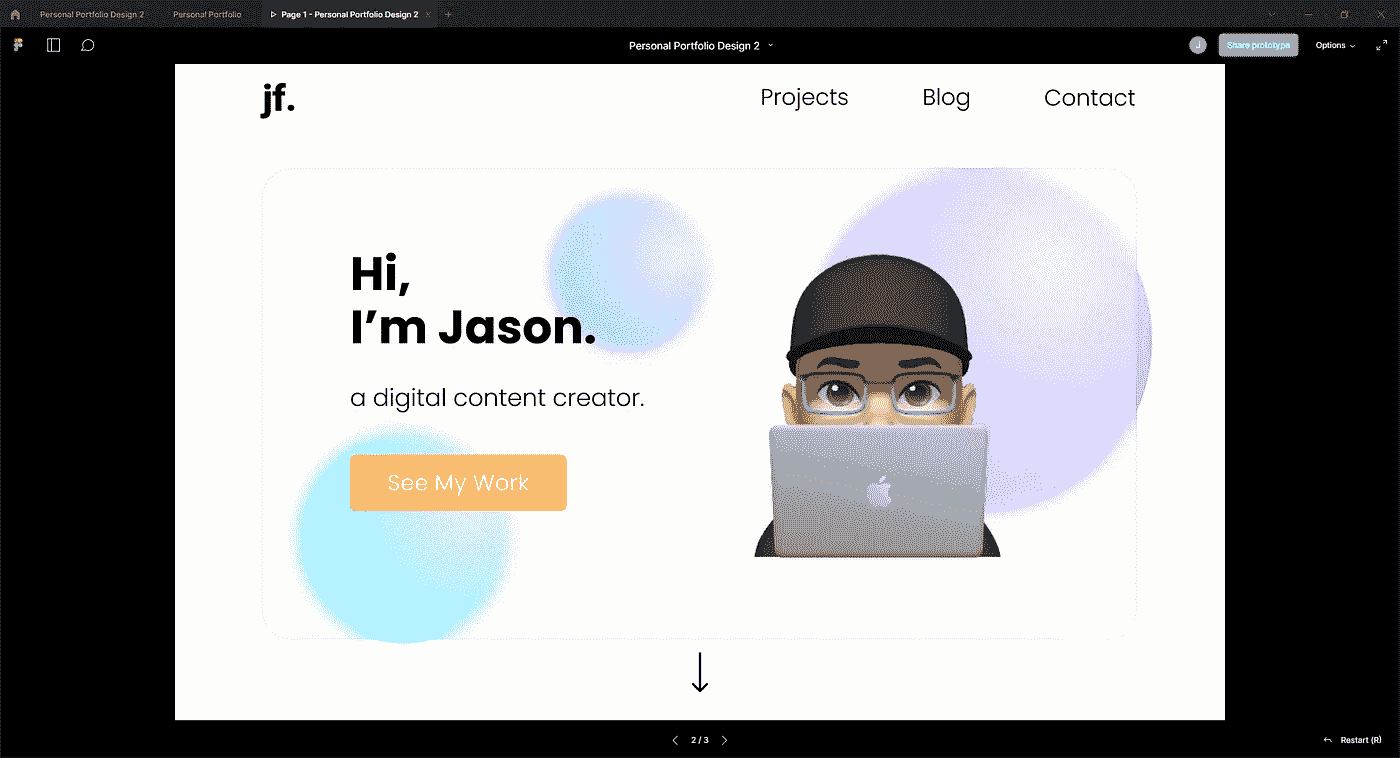 Personal Portfolio Design 2
Personal Portfolio
Page 1 - Personal Portfolio Design 2
Personal Portfolio Design 2
J
Share prototype
Options
jf.
Projects
Blog
Contact
Hi,
I’m Jason.
a digital content creator.
See My Work
2 / 3
Restart (R)